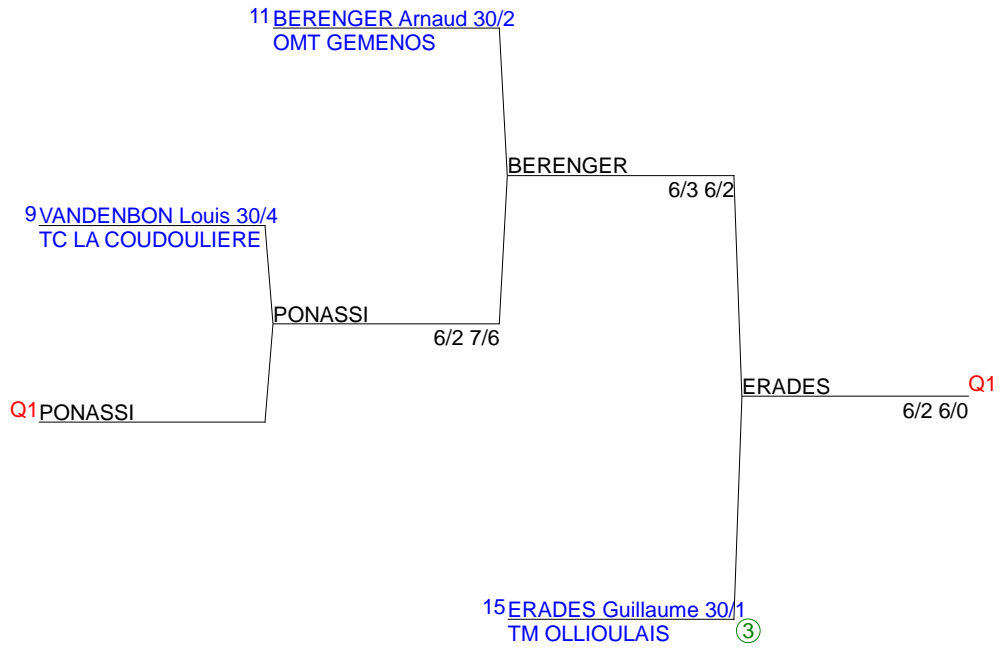 11 BERENGER Arnaud 30/2
OMT GEMENOS
BERENGER
6/3 6/2
9 VANDENBON Louis 30/4
TC LA COUDOULIERE
PONASSI
6/2 7/6
ERADES Q1
6/2 6/0
Q1 PONASSI
15 ERADES Guillaume 30/1
TM OLLIOULAIS 3